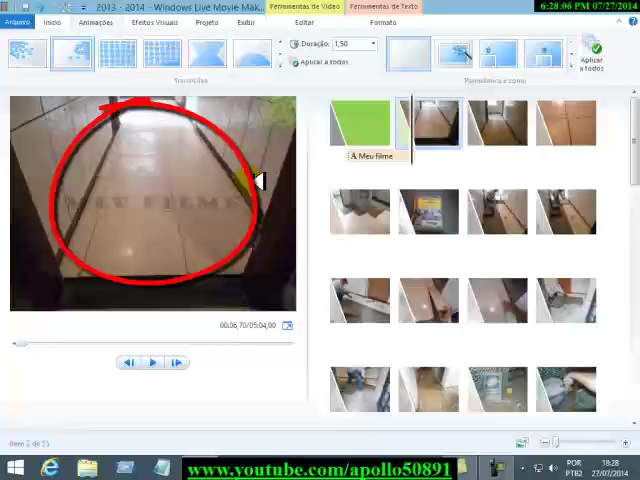 2013 - 2014 - Windows Live Movie Mak...
Ferramentas de Vídeo
Ferramentas de Texto
6:28:06 PM 07/27/2014
Arquivo
Início
Animações
Efeitos Visuais
Projeto
Exibir
Editar
Formato
Duração: 1,50
Aplicar a todos
Aplicar
a todos
Transições
Panorâmica e zoom
MEU FILME
A Meu filme
00:06,70/05:04,00
www.youtube.com/apollo50891
POR
PTB2
18:28
27/07/2014